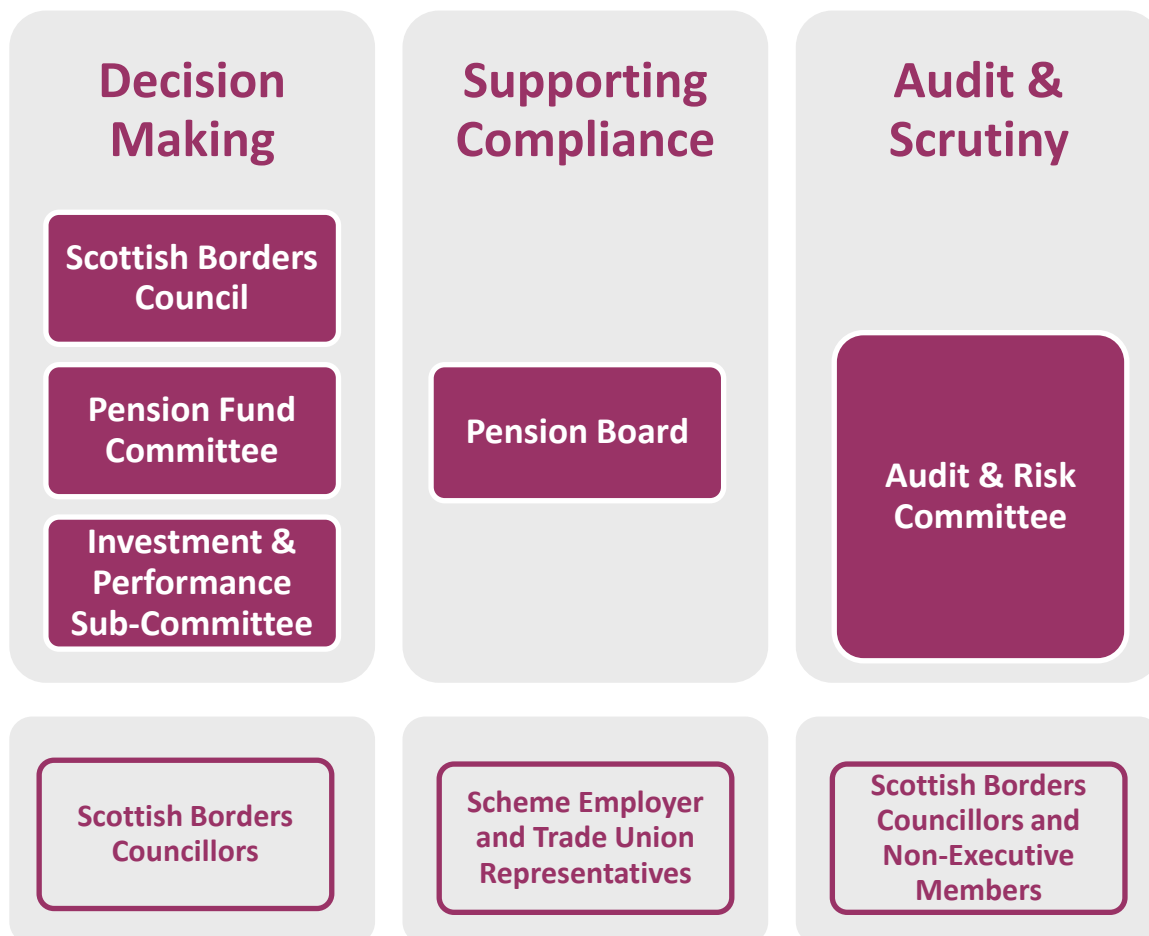 Decision
Making
Scottish Borders
Council
Pension Fund
Committee
Investment &
Performance
Sub-Committee
Scottish Borders
Councillors
Supporting
Compliance
Pension Board
Scheme Employer
and Trade Union
Representatives
Audit &
Scrutiny
Audit & Risk
Committee
Scottish Borders
Councillors and
Non-Executive
Members